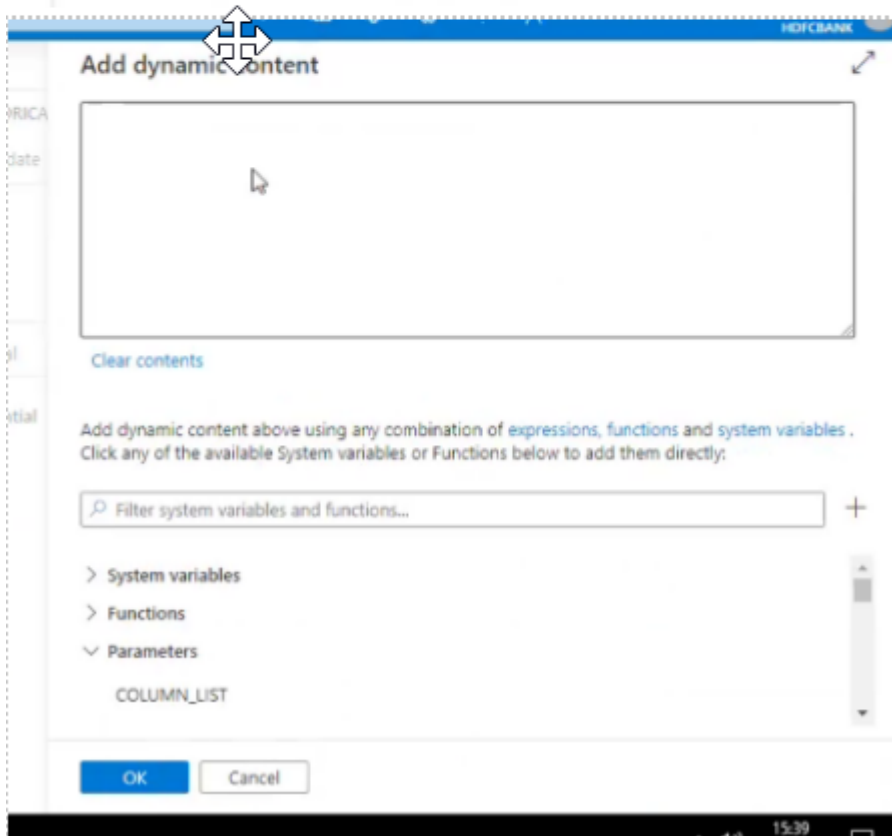 HDFCBANK
Add dynamic content
RICA
date
Clear contents
tial
Add dynamic content above using any combination of expressions, functions and system variables .
Click any of the available System variables or Functions below to add them directly:
Filter system variables and functions...
System variables
Functions
Parameters
COLUMN_LIST
OK
Cancel
15:39